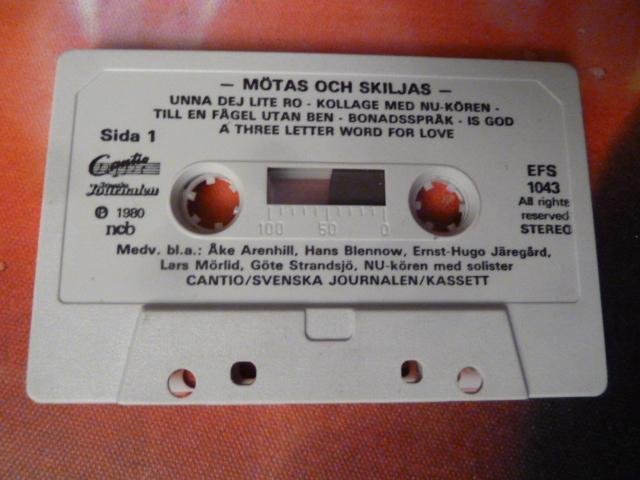 — MÖTAS OCH SKILJAS —
UNNA DEJ LITE RO - KOLLAGE MED NU-KÖREN -
TILL EN FÅGEL UTAN BEN - BONADSSPRÅK - IS GOD
A THREE LETTER WORD FOR LOVE
Sida 1
Cantio
Svenska
Journalen
℗ 1980
ncb
100 50 0
EFS
1043
All rights
reserved
STEREO
Medv. bl.a.: Åke Arenhill, Hans Blennow, Ernst-Hugo Järegård,
Lars Mörlid, Göte Strandsjö, NU-kören med solister
CANTIO/SVENSKA JOURNALEN/KASSETT